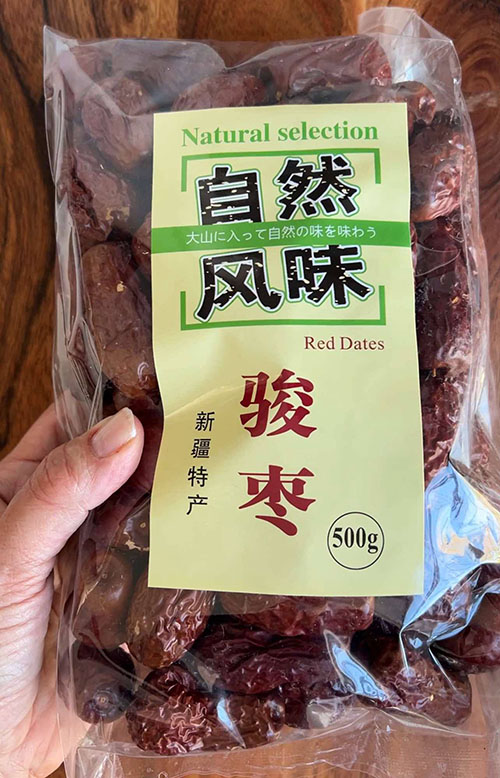 Natural selection
自然
大山に入って自然の味を味わう
风味
Red Dates
骏枣
新疆特产
500g